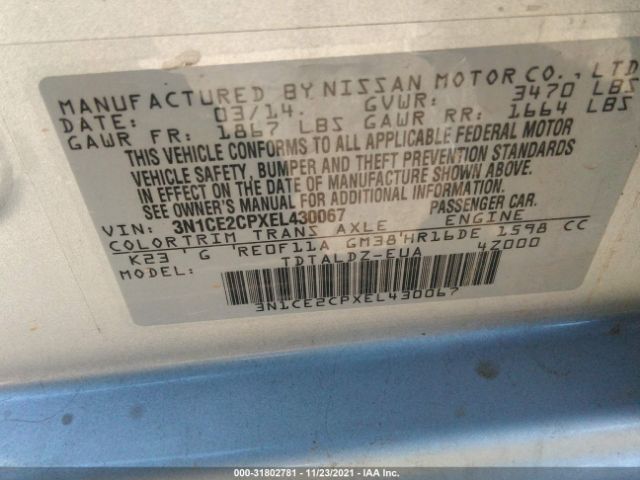 MANUFACTURED BY NISSAN MOTOR CO., LTD
DATE: 03/14. GVWR: 3470 LBS
GAWR FR: 1867 LBS GAWR RR: 1664 LBS
THIS VEHICLE CONFORMS TO ALL APPLICABLE FEDERAL MOTOR
VEHICLE SAFETY, BUMPER AND THEFT PREVENTION STANDARDS
IN EFFECT ON THE DATE OF MANUFACTURE SHOWN ABOVE.
SEE OWNER'S MANUAL FOR ADDITIONAL INFORMATION.
VIN: 3N1CE2CPXEL430067 PASSENGER CAR.
COLOR TRIM TRANS AXLE ENGINE
K23 G RE0F11A GM38 HR16DE 1598 CC
MODEL: TDTALDZ-EUA 4Z000
3N1CE2CPXEL430067
000-31802781 - 11/23/2021 - IAA Inc.